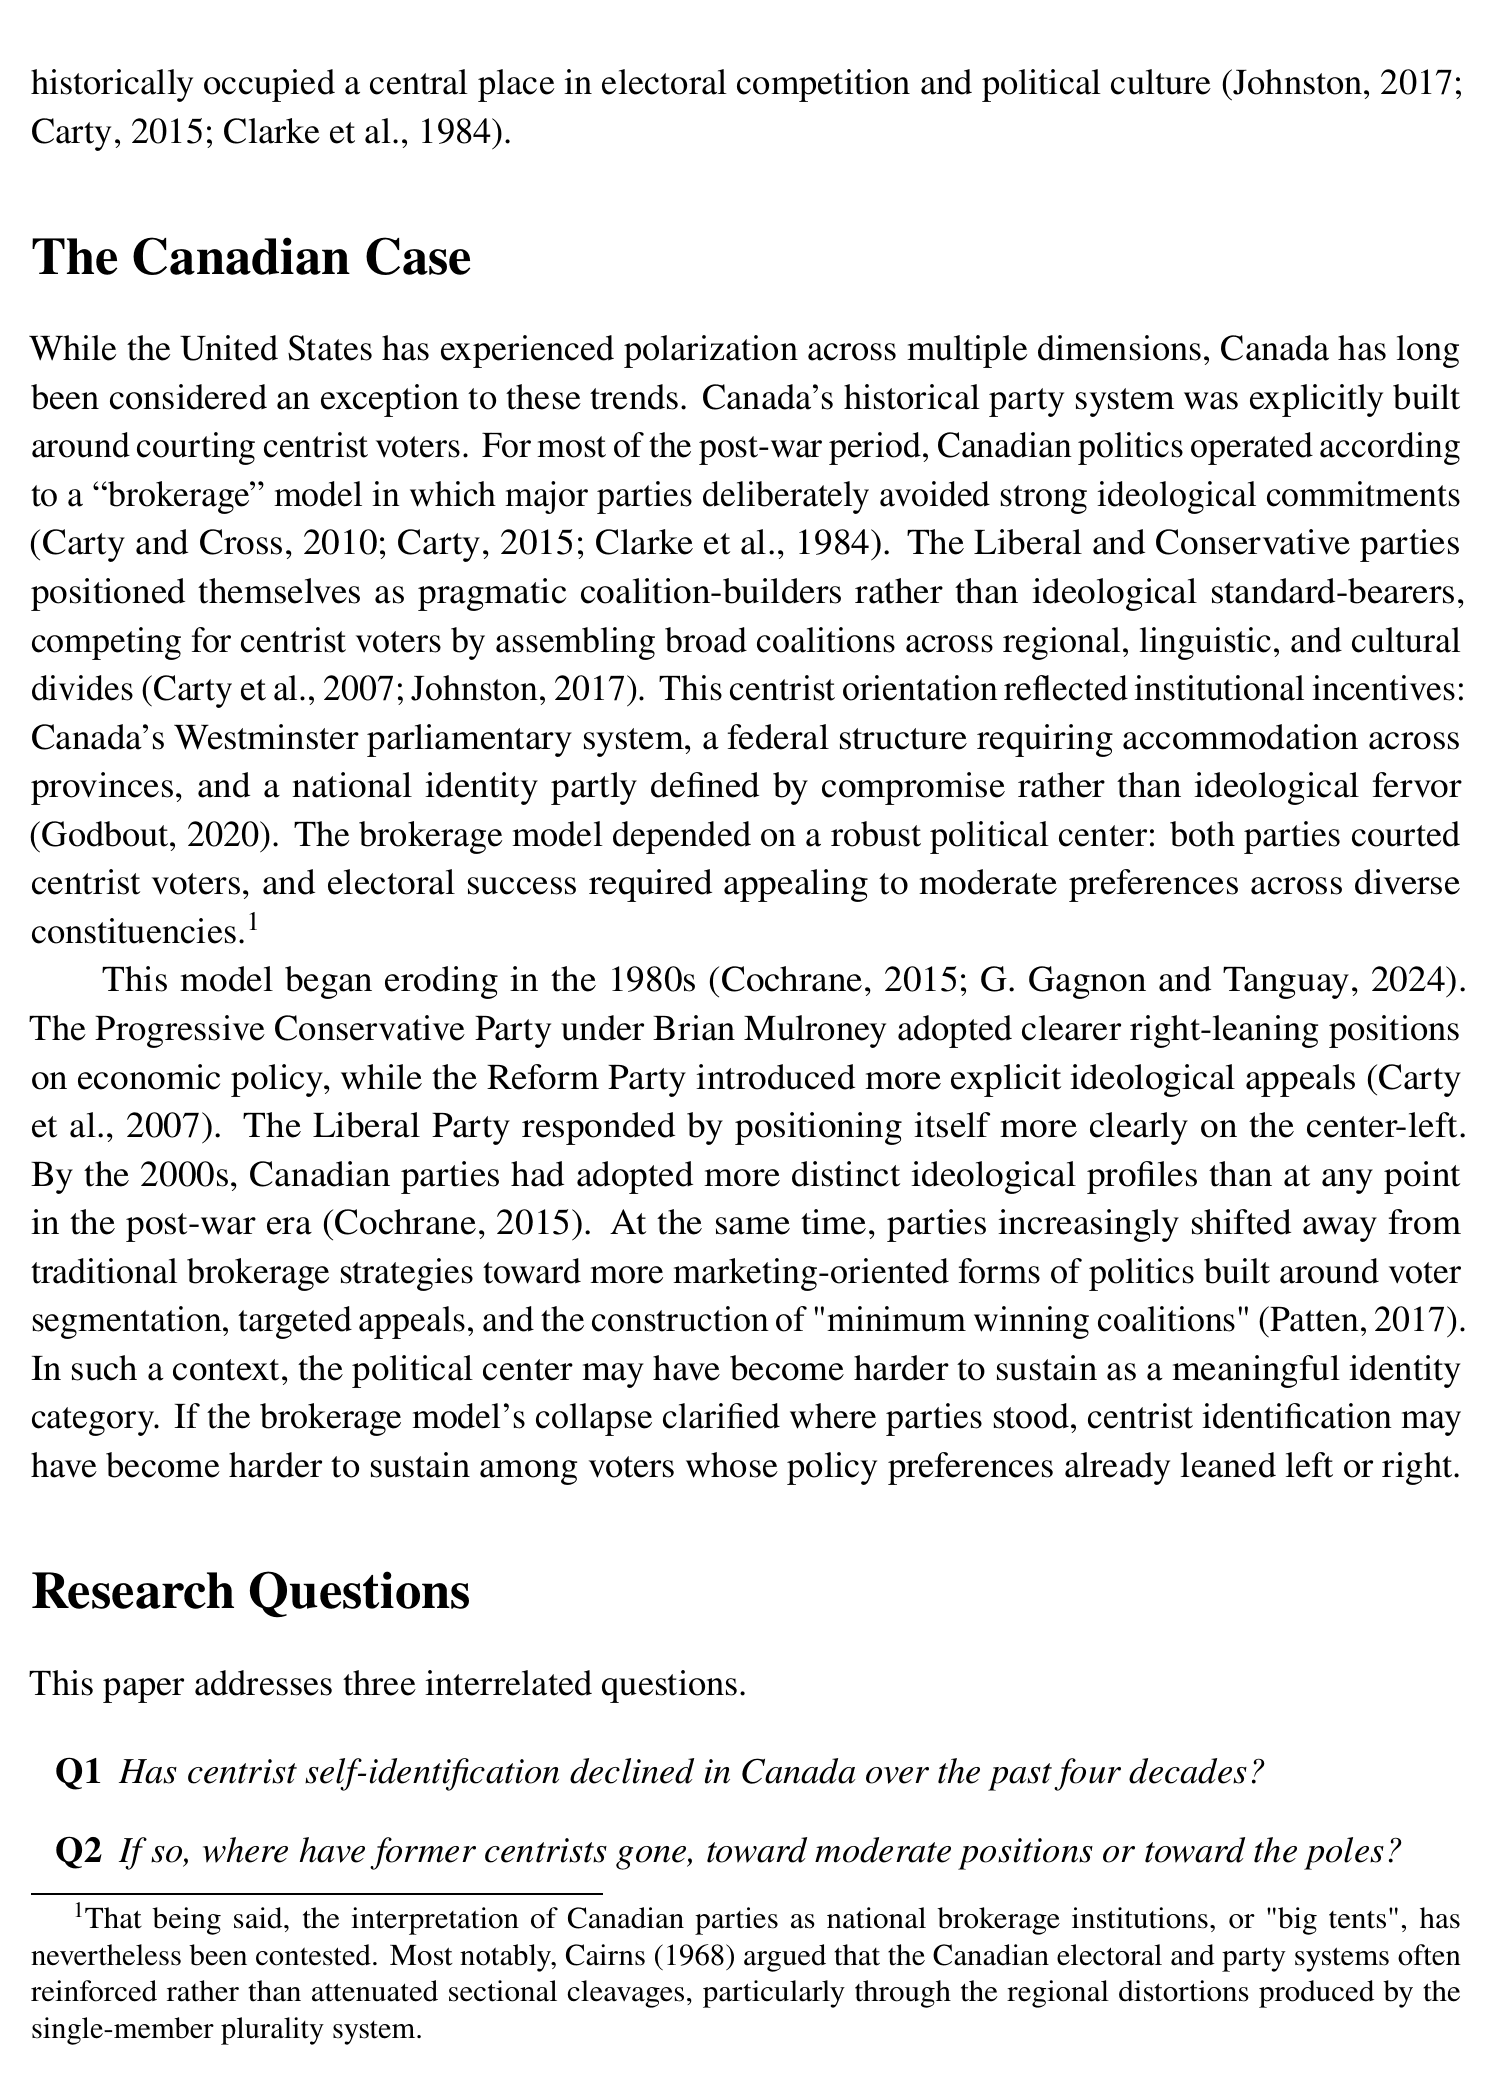 historically occupied a central place in electoral competition and political culture (Johnston, 2017;
Carty, 2015; Clarke et al., 1984).
The Canadian Case
While the United States has experienced polarization across multiple dimensions, Canada has long
been considered an exception to these trends. Canada’s historical party system was explicitly built
around courting centrist voters. For most of the post-war period, Canadian politics operated according
to a “brokerage” model in which major parties deliberately avoided strong ideological commitments
(Carty and Cross, 2010; Carty, 2015; Clarke et al., 1984). The Liberal and Conservative parties
positioned themselves as pragmatic coalition-builders rather than ideological standard-bearers,
competing for centrist voters by assembling broad coalitions across regional, linguistic, and cultural
divides (Carty et al., 2007; Johnston, 2017). This centrist orientation reflected institutional incentives:
Canada’s Westminster parliamentary system, a federal structure requiring accommodation across
provinces, and a national identity partly defined by compromise rather than ideological fervor
(Godbout, 2020). The brokerage model depended on a robust political center: both parties courted
centrist voters, and electoral success required appealing to moderate preferences across diverse
constituencies.1
This model began eroding in the 1980s (Cochrane, 2015; G. Gagnon and Tanguay, 2024).
The Progressive Conservative Party under Brian Mulroney adopted clearer right-leaning positions
on economic policy, while the Reform Party introduced more explicit ideological appeals (Carty
et al., 2007). The Liberal Party responded by positioning itself more clearly on the center-left.
By the 2000s, Canadian parties had adopted more distinct ideological profiles than at any point
in the post-war era (Cochrane, 2015). At the same time, parties increasingly shifted away from
traditional brokerage strategies toward more marketing-oriented forms of politics built around voter
segmentation, targeted appeals, and the construction of "minimum winning coalitions" (Patten, 2017).
In such a context, the political center may have become harder to sustain as a meaningful identity
category. If the brokerage model’s collapse clarified where parties stood, centrist identification may
have become harder to sustain among voters whose policy preferences already leaned left or right.
Research Questions
This paper addresses three interrelated questions.
Q1 Has centrist self-identification declined in Canada over the past four decades?
Q2 If so, where have former centrists gone, toward moderate positions or toward the poles?
1That being said, the interpretation of Canadian parties as national brokerage institutions, or "big tents", has
nevertheless been contested. Most notably, Cairns (1968) argued that the Canadian electoral and party systems often
reinforced rather than attenuated sectional cleavages, particularly through the regional distortions produced by the
single-member plurality system.